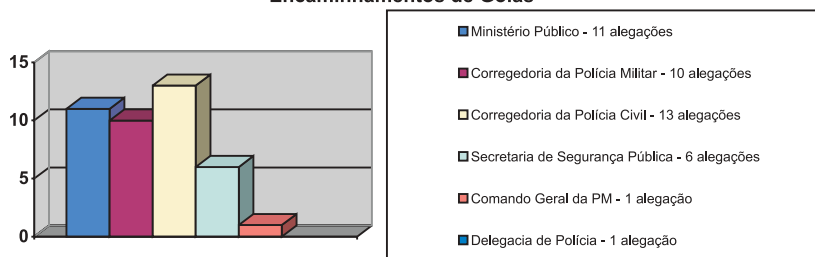 Encaminhamentos de Goiás
15
10
5
0
Ministério Público - 11 alegações
Corregedoria da Polícia Militar - 10 alegações
Corregedoria da Polícia Civil - 13 alegações
Secretaria de Segurança Pública - 6 alegações
Comando Geral da PM - 1 alegação
Delegacia de Polícia - 1 alegação